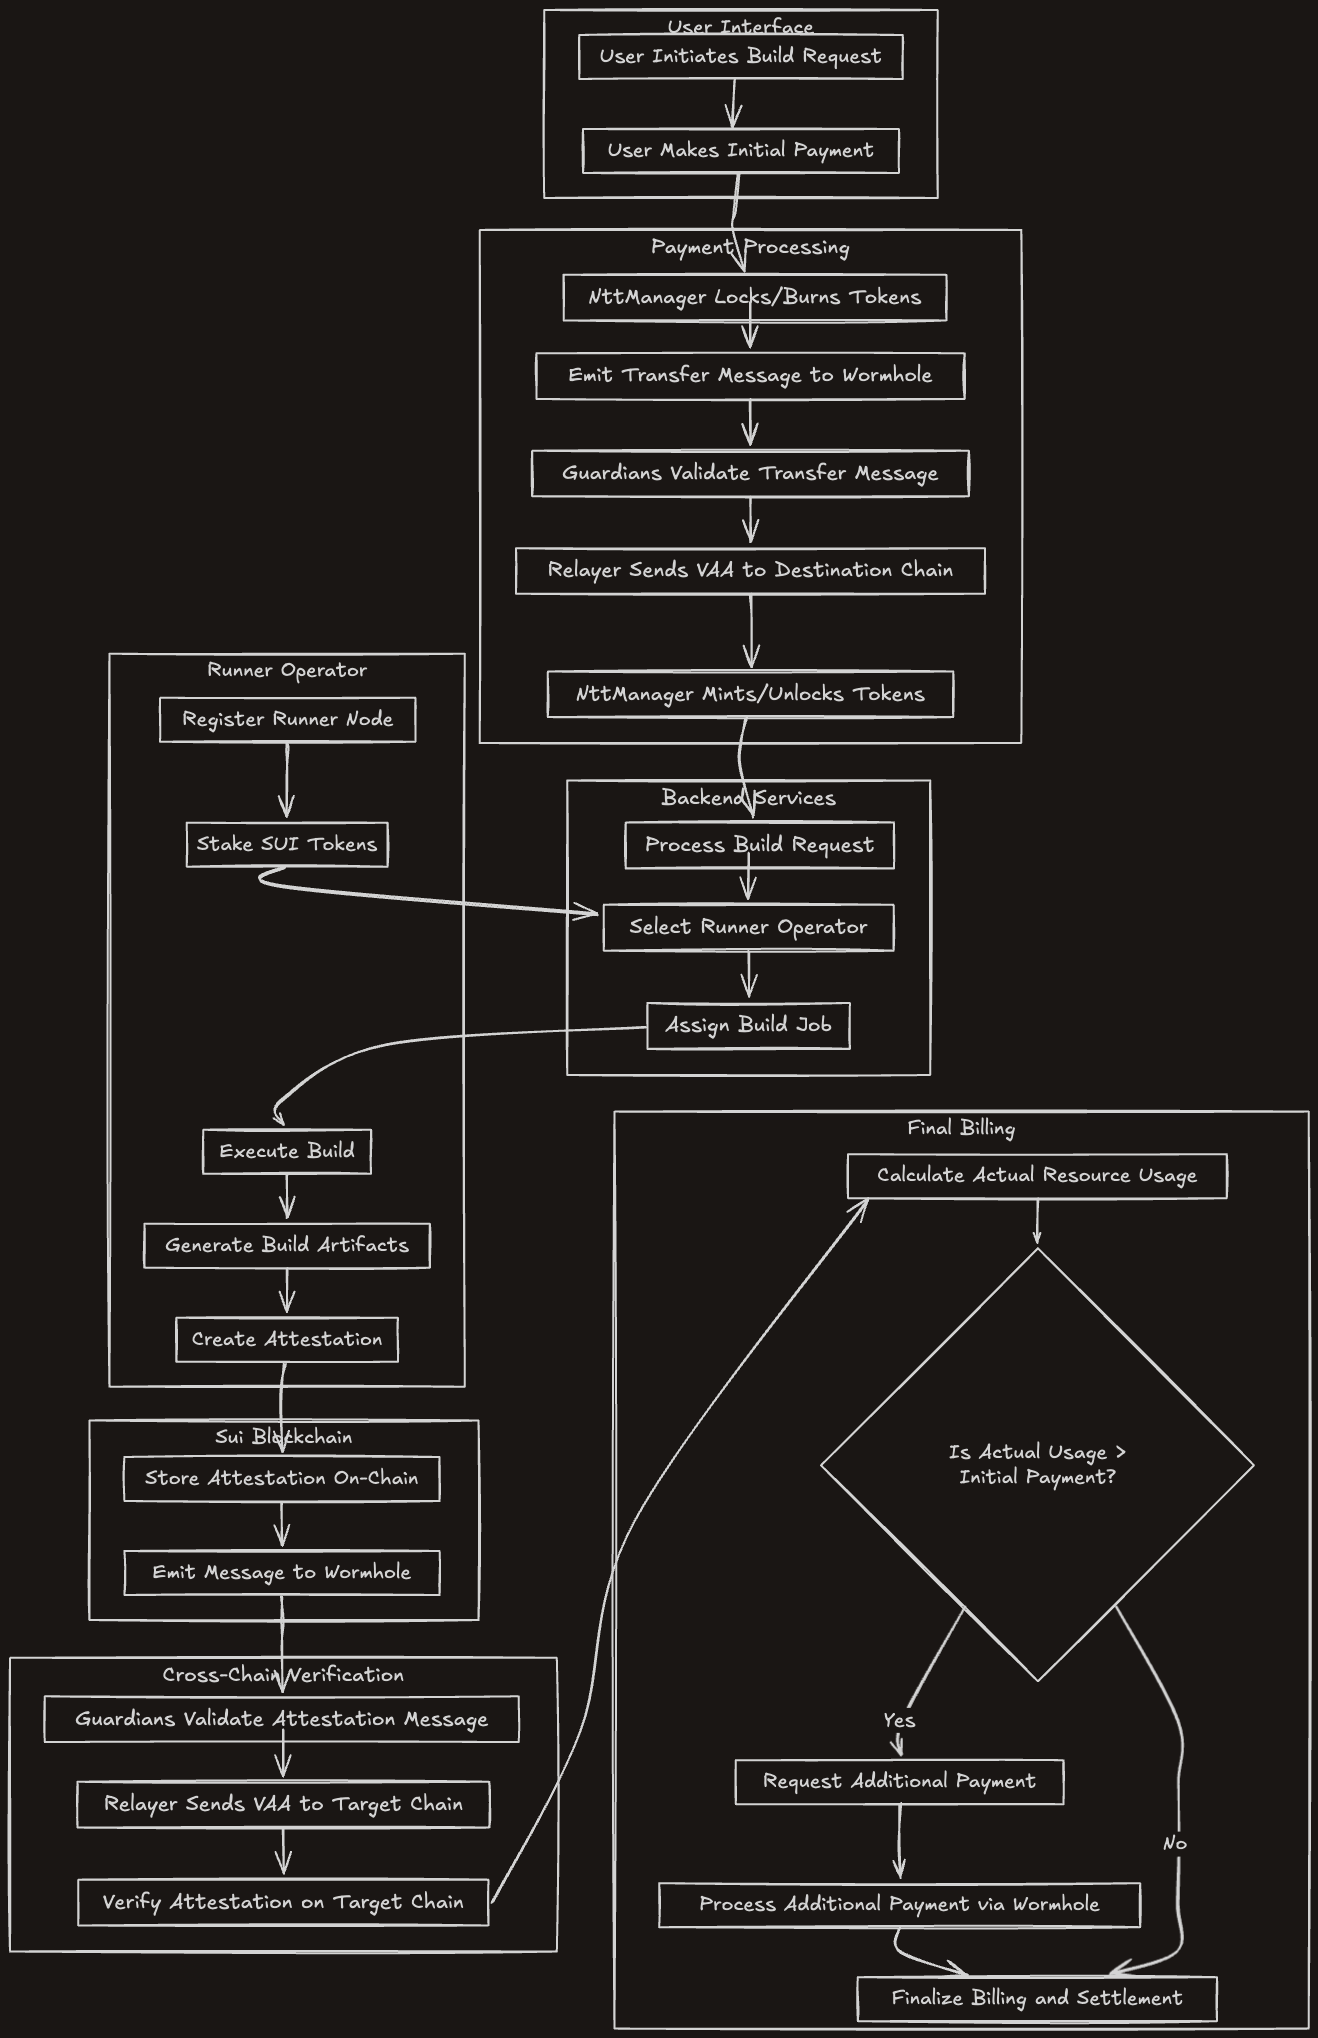 User Interface
User Initiates Build Request
User Makes Initial Payment
Payment Processing
NttManager Locks/Burns Tokens
Emit Transfer Message to Wormhole
Guardians Validate Transfer Message
Relayer Sends VAA to Destination Chain
NttManager Mints/Unlocks Tokens
Runner Operator
Register Runner Node
Stake SUI Tokens
Backend Services
Process Build Request
Select Runner Operator
Assign Build Job
Execute Build
Generate Build Artifacts
Create Attestation
Sui Blockchain
Store Attestation On-Chain
Emit Message to Wormhole
Cross-Chain Verification
Guardians Validate Attestation Message
Relayer Sends VAA to Target Chain
Verify Attestation on Target Chain
Final Billing
Calculate Actual Resource Usage
Is Actual Usage >
Initial Payment?
Yes
Request Additional Payment
No
Process Additional Payment via Wormhole
Finalize Billing and Settlement